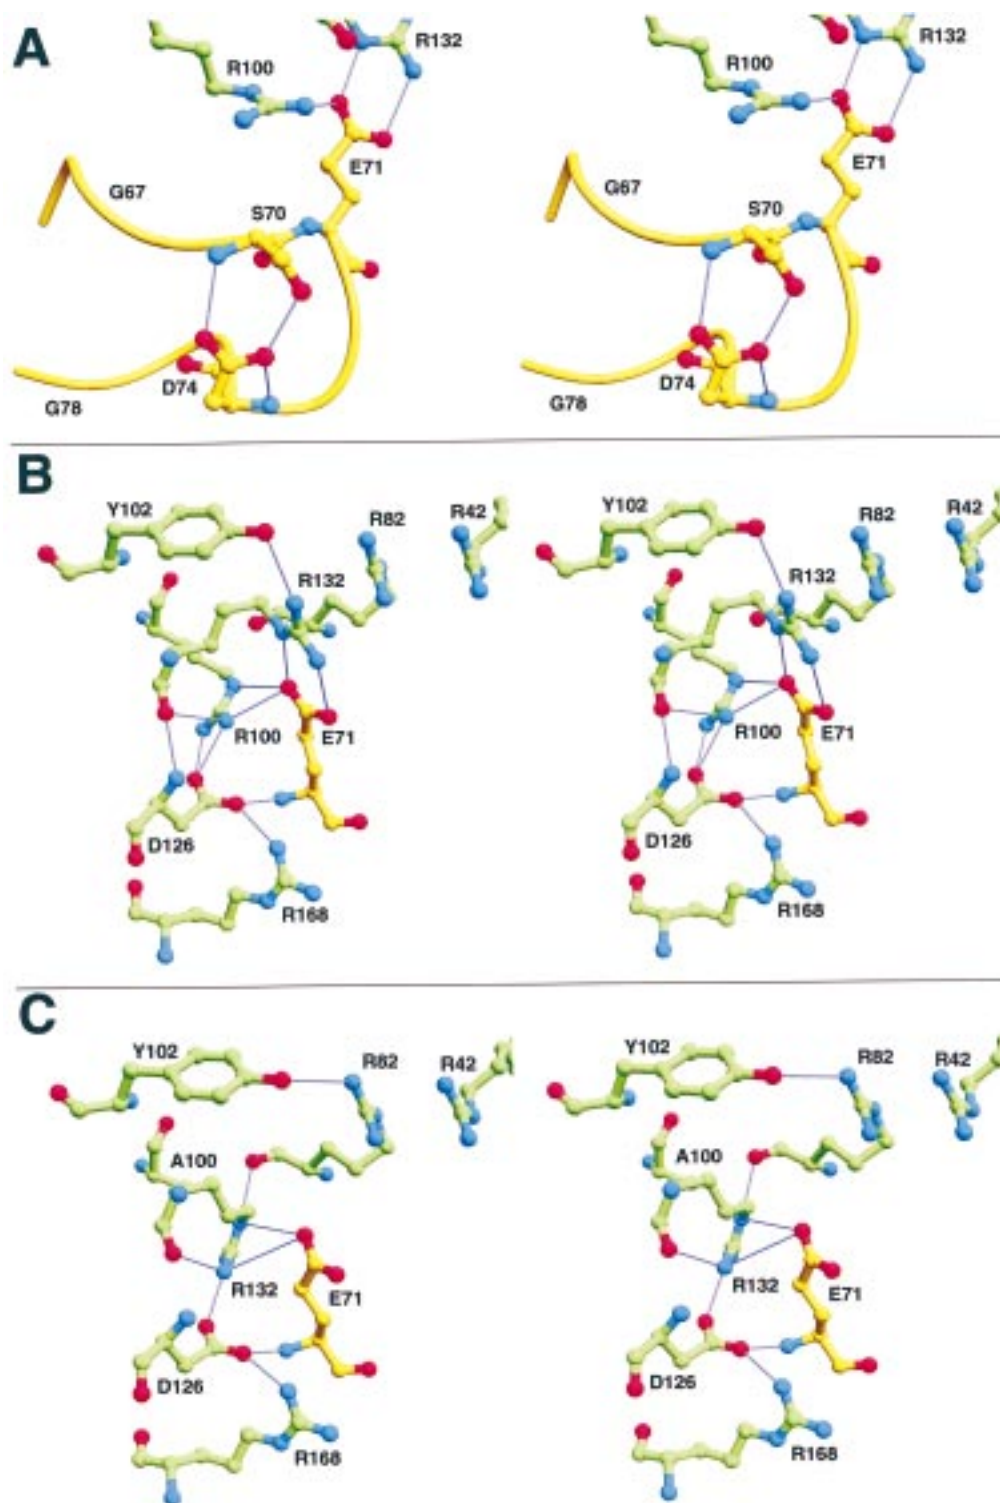 A
R132
R132
R100
R100
E71
E71
G67
G67
S70
S70
D74
D74
G78
G78
B
Y102
R82
R42
Y102
R82
R42
R132
R132
R100
E71
R100
E71
D126
D126
R168
R168
C
Y102
R82
R42
Y102
R82
R42
A100
A100
R132
E71
R132
E71
D126
D126
R168
R168